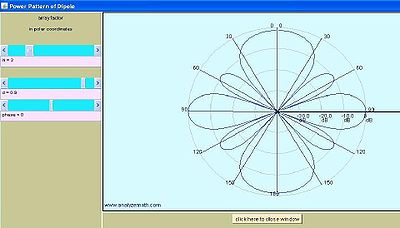 Power Pattern of Dipole
array factor
in polar coordinates
phase = 0
0 0
30 30
60 60
90 90
-30.0 -20.0 -10.0 0
dB dB dB dB
120 120
150 150
180
www.analyzemath.com
click here to close window